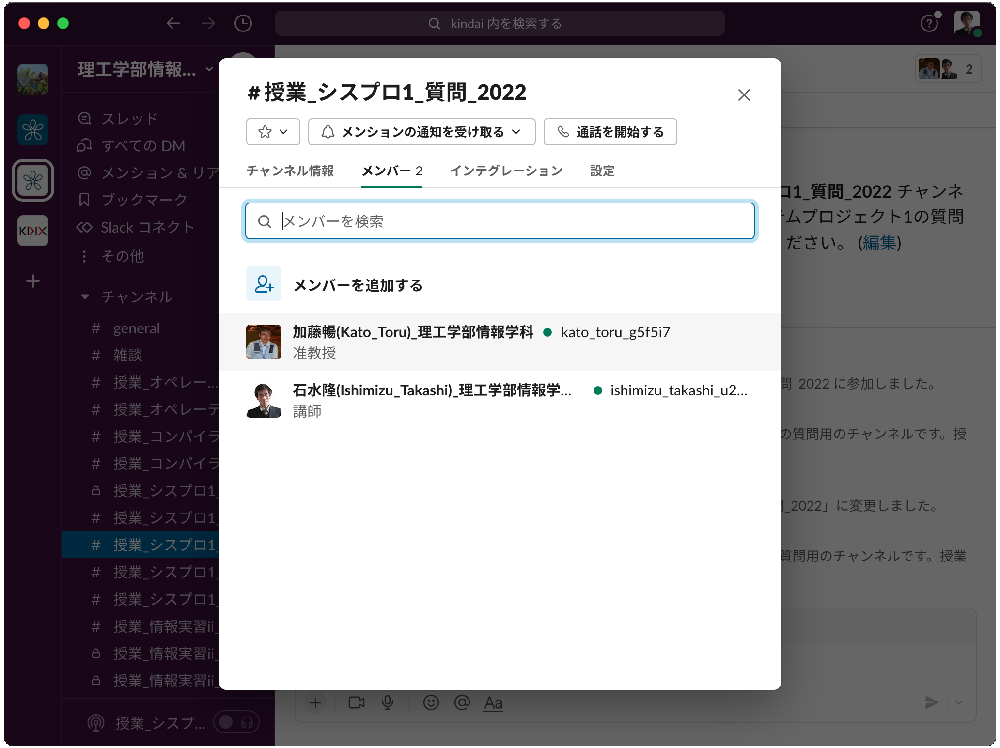 kindai 内を検索する
理工学部情報...
2
スレッド
すべての DM
メンション & リア
ブックマーク
Slack コネクト
その他
KDIX
チャンネル
# general
# 雑談
# 授業_オペレー...
# 授業_オペレーテ
# 授業_コンパイラ
# 授業_コンパイラ
授業_シスプロ1_
# 授業_シスプロ1_
# 授業_シスプロ1_
# 授業_シスプロ1_
# 授業_シスプロ1_
# 授業_情報実習ii_
授業_情報実習ii_
授業_情報実習ii_
授業_シスプ...
# 授業_シスプロ1_質問_2022
メンションの通知を受け取る
通話を開始する
チャンネル情報 メンバー 2 インテグレーション 設定
メンバーを検索
メンバーを追加する
加藤暢(Kato_Toru)_理工学部情報学科 kato_toru_g5f5i7
准教授
石水隆(Ishimizu_Takashi)_理工学部情報学... ishimizu_takashi_u2...
講師
ロ1_質問_2022 チャンネ
テムプロジェクト1の質問
ださい。 (編集)
問_2022 に参加しました。
の質問用のチャンネルです。授
_2022」に変更しました。
質問用のチャンネルです。授業
Aa